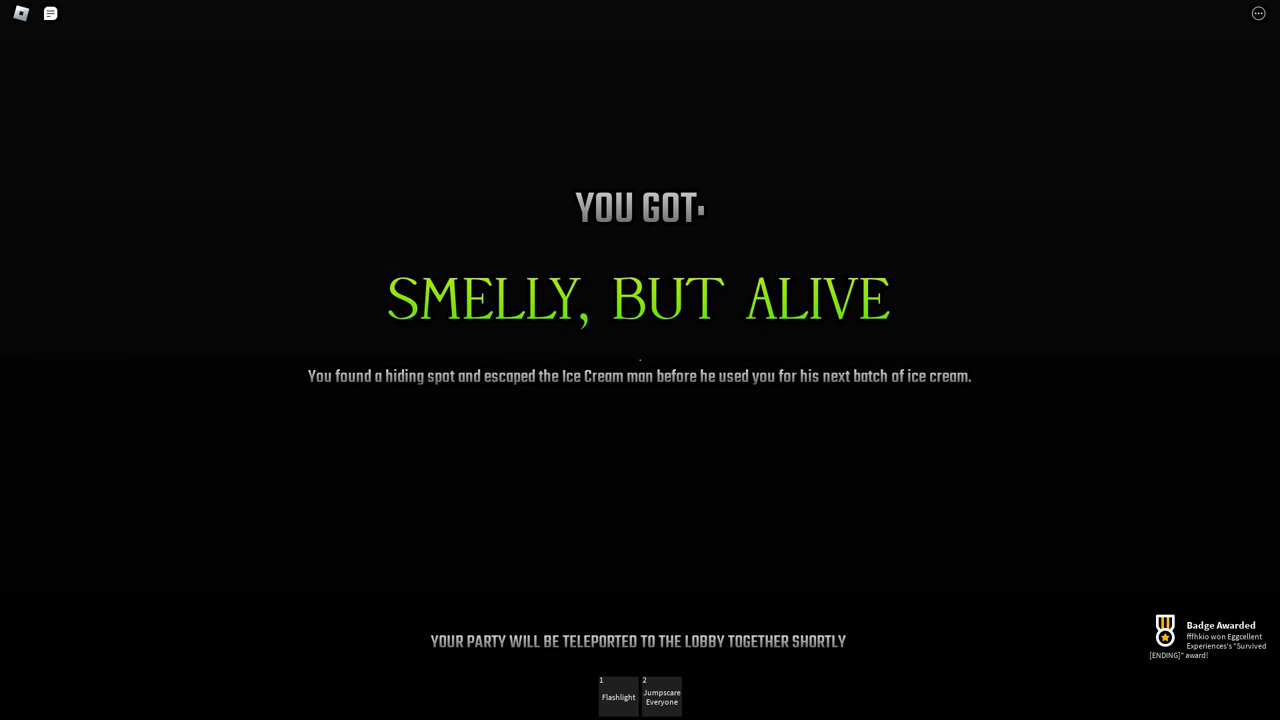 YOU GOT:
SMELLY, BUT ALIVE
You found a hiding spot and escaped the Ice Cream man before he used you for his next batch of ice cream.
Badge Awarded
fffhkio won Eggcellent
Experiences's "Survived
[ENDING]" award!
YOUR PARTY WILL BE TELEPORTED TO THE LOBBY TOGETHER SHORTLY
1
Flashlight
2
Jumpscare
Everyone